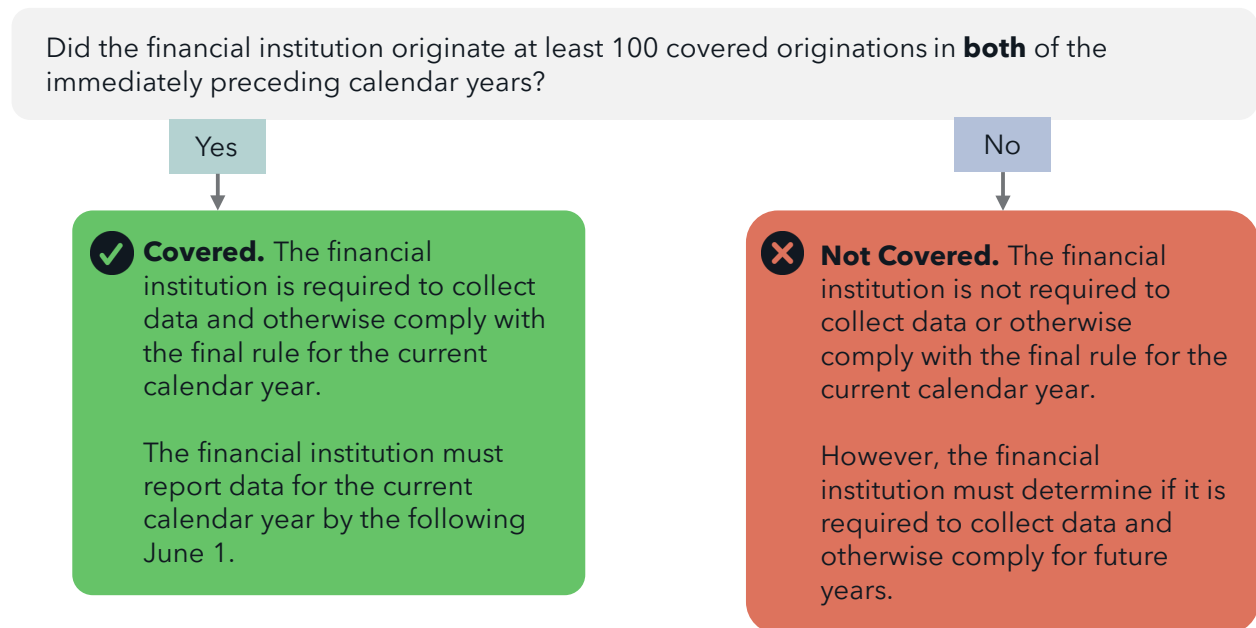 Did the financial institution originate at least 100 covered originations in both of the
immediately preceding calendar years?
Yes
No
Covered. The financial
institution is required to collect
data and otherwise comply with
the final rule for the current
calendar year.
The financial institution must
report data for the current
calendar year by the following
June 1.
Not Covered. The financial
institution is not required to
collect data or otherwise
comply with the final rule for the
current calendar year.
However, the financial
institution must determine if it is
required to collect data and
otherwise comply for future
years.